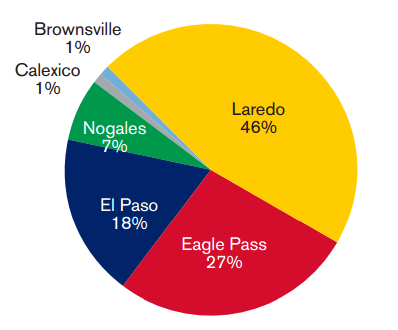 Brownsville
1%
Calexico
1%
Laredo
46%
Nogales
7%
El Paso
18%
Eagle Pass
27%